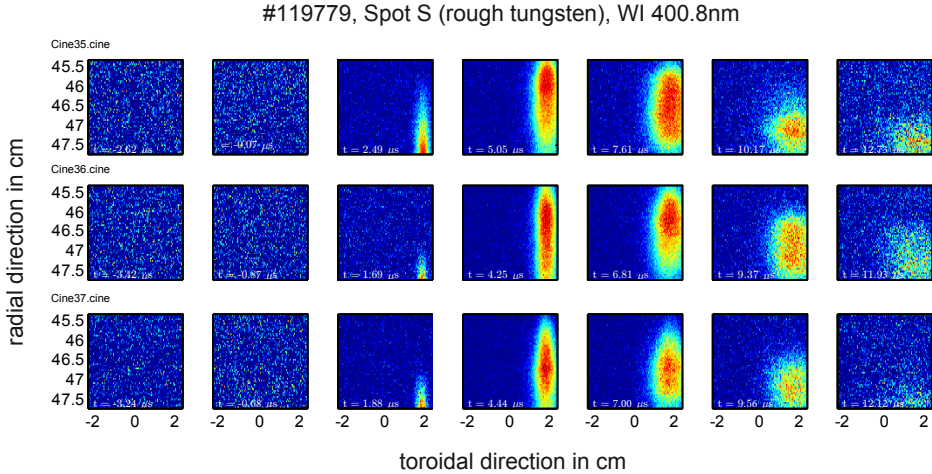 #119779, Spot S (rough tungsten), WI 400.8nm
Cine35.cine
45.5
46
46.5
47
47.5
t = -2.62 μs
t = -0.07 μs
t = 2.49 μs
t = 5.05 μs
t = 7.61 μs
t = 10.17 μs
t = 12.73 μs
Cine36.cine
45.5
46
46.5
47
47.5
t = -3.42 μs
t = -0.87 μs
t = 1.69 μs
t = 4.25 μs
t = 6.81 μs
t = 9.37 μs
t = 11.93 μs
Cine37.cine
45.5
46
46.5
47
47.5
t = -3.24 μs
t = -0.68 μs
t = 1.88 μs
t = 4.44 μs
t = 7.00 μs
t = 9.56 μs
t = 12.12 μs
-2 0 2 -2 0 2 -2 0 2 -2 0 2 -2 0 2 -2 0 2 -2 0 2
radial direction in cm
toroidal direction in cm